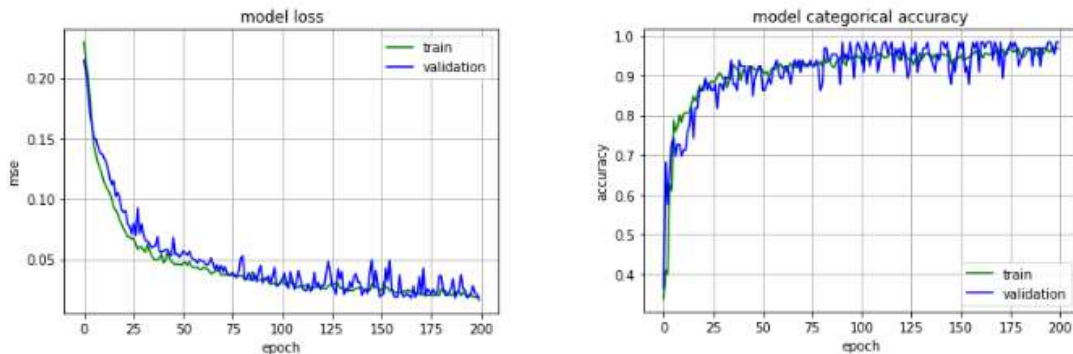 model loss
train
validation
mse
0.20
0.15
0.10
0.05
0 25 50 75 100 125 150 175 200
epoch
model categorical accuracy
accuracy
1.0
0.9
0.8
0.7
0.6
0.5
0.4
train
validation
0 25 50 75 100 125 150 175 200
epoch